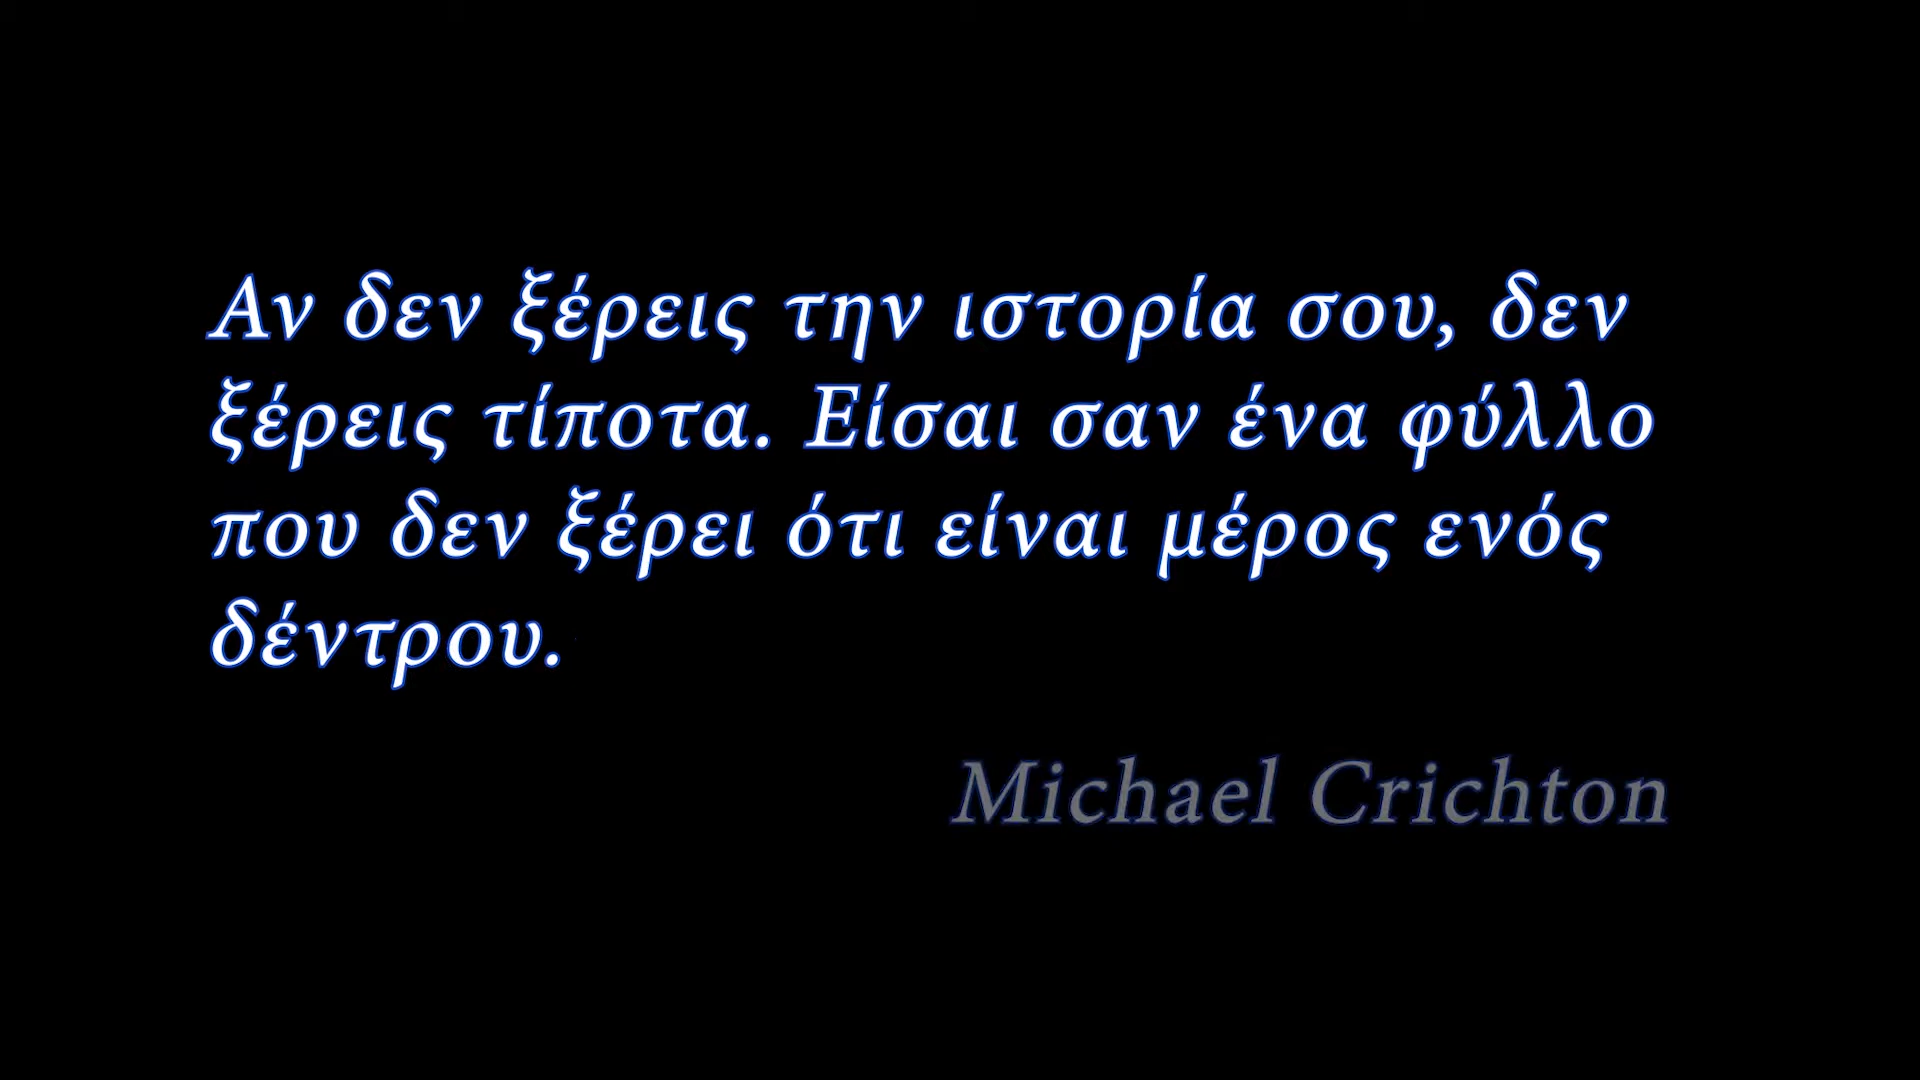 Αν δεν ξέρεις την ιστορία σου, δεν
ξέρεις τίποτα. Είσαι σαν ένα φύλλο
που δεν ξέρει ότι είναι μέρος ενός
δέντρου.
Michael Crichton